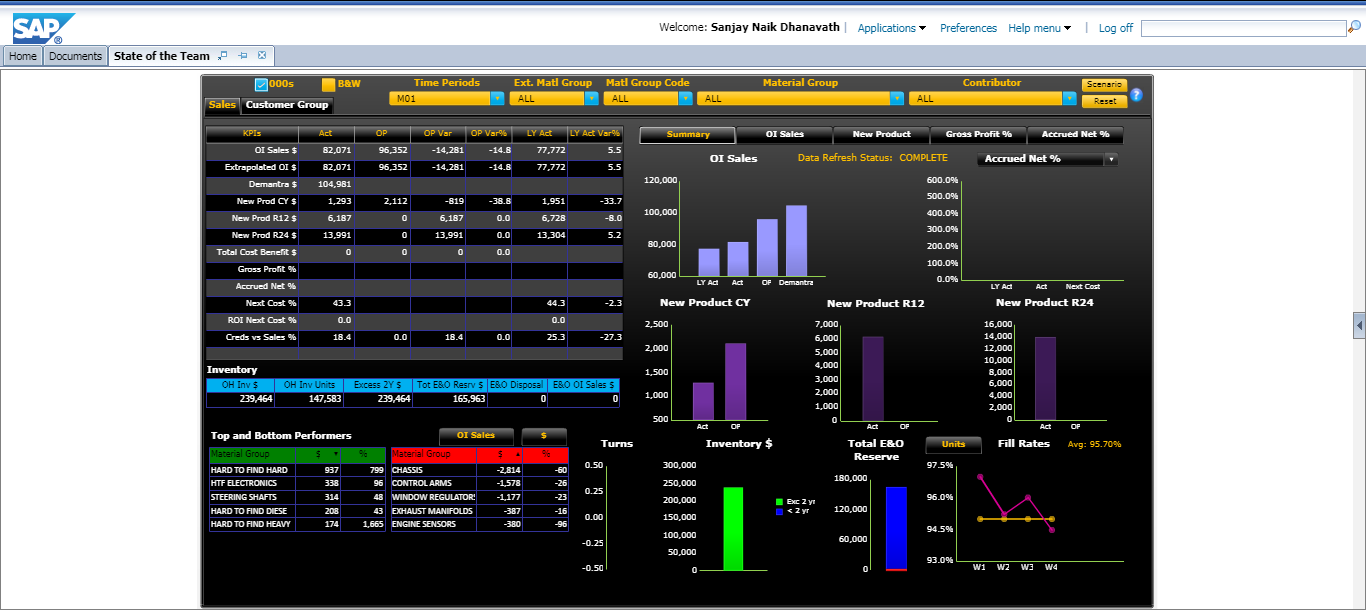 SAP ®
Welcome: Sanjay Naik Dhanavath | Applications Preferences Help menu | Log off
Home Documents State of the Team
000s B&W
Time Periods Ext. Matl Group Matl Group Code Material Group Contributor Scenario
M01 ALL ALL ALL ALL Reset ?
Sales Customer Group
KPIs Act OP OP Var OP Var% LY Act LY Act Var%
OI Sales $ 82,071 96,352 -14,281 -14.8 77,772 5.5
Extrapolated OI $ 82,071 96,352 -14,281 -14.8 77,772 5.5
Demantra $ 104,981
New Prod CY $ 1,293 2,112 -819 -38.8 1,951 -33.7
New Prod R12 $ 6,187 0 6,187 0.0 6,728 -8.0
New Prod R24 $ 13,991 0 13,991 0.0 13,304 5.2
Total Cost Benefit $ 0 0 0 0.0
Gross Profit %
Accrued Net %
Next Cost % 43.3 44.3 -2.3
ROI Next Cost % 0.0 0.0
Creds vs Sales % 18.4 0.0 18.4 0.0 25.3 -27.3
Inventory
OH Inv $ OH Inv Units Excess 2Y $ Tot E&O Resrv $ E&O Disposal E&O OI Sales $
239,464 147,583 239,464 165,963 0 0
Top and Bottom Performers OI Sales $
Material Group $ % Material Group $ %
HARD TO FIND HARD 937 799 CHASSIS -2,814 -60
HTF ELECTRONICS 338 96 CONTROL ARMS -1,578 -26
STEERING SHAFTS 314 48 WINDOW REGULATORS -1,177 -23
HARD TO FIND DIESE 208 43 EXHAUST MANIFOLDS -387 -16
HARD TO FIND HEAVY 174 1,665 ENGINE SENSORS -380 -96
Summary OI Sales New Product Gross Profit % Accrued Net %
OI Sales Data Refresh Status: COMPLETE Accrued Net %
120,000
100,000
80,000
60,000
LY Act Act OP Demantra
600.0%
500.0%
400.0%
300.0%
200.0%
100.0%
0.0%
LY Act Act Next Cost
New Product CY
2,500
2,000
1,500
1,000
500
Act OP
New Product R12
7,000
6,000
5,000
4,000
3,000
2,000
1,000
0
Act OP
New Product R24
16,000
14,000
12,000
10,000
8,000
6,000
4,000
2,000
0
Act OP
Turns
0.50
0.25
0.00
-0.25
-0.50
Inventory $
300,000
250,000
200,000
150,000
100,000
50,000
0
Exc 2 yr
< 2 yr
Total E&O
Reserve
180,000
120,000
60,000
0
Units Fill Rates Avg: 95.70%
97.5%
96.0%
94.5%
93.0%
W1 W2 W3 W4